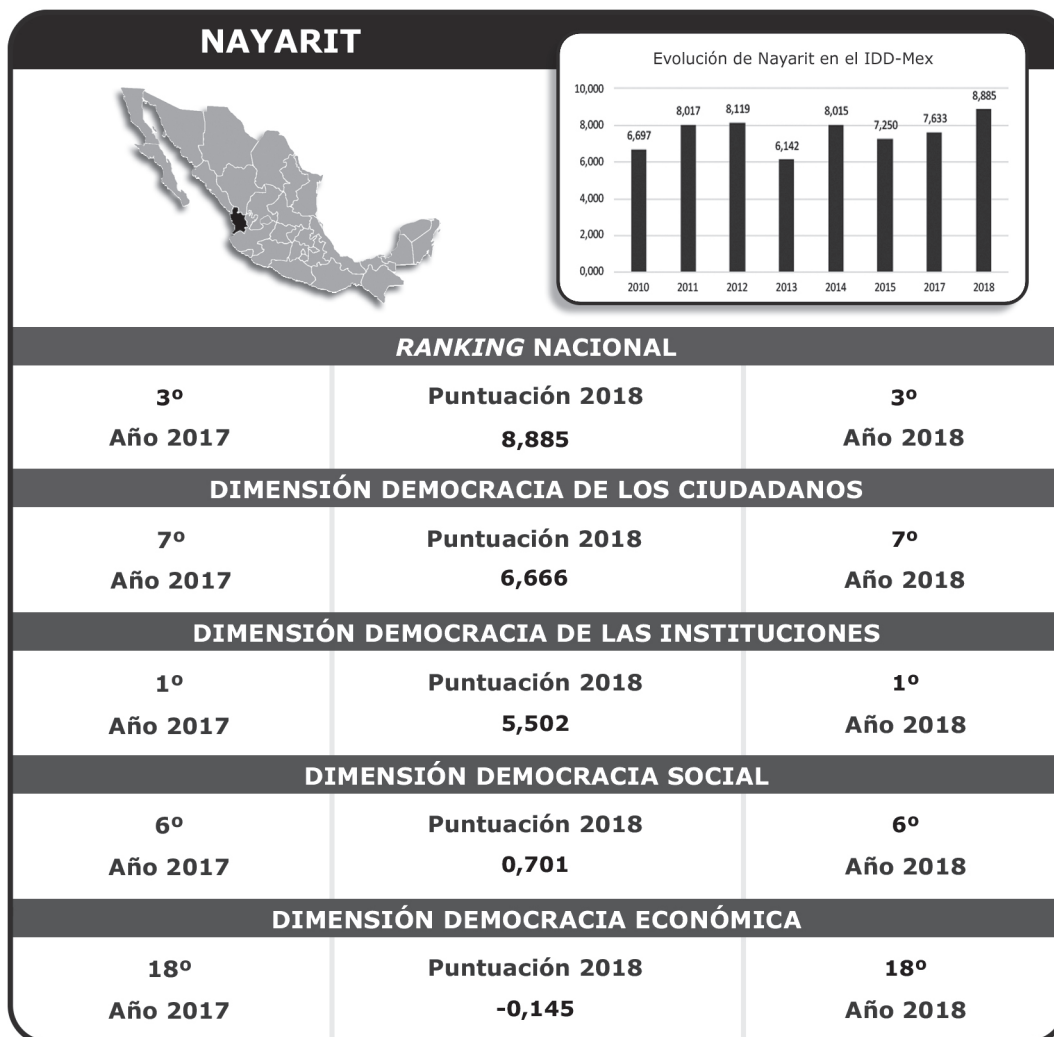 NAYARIT
Evolución de Nayarit en el IDD-Mex
10,000
8,000
6,000
4,000
2,000
0,000
6,697
8,017
8,119
6,142
8,015
7,250
7,633
8,885
2010 2011 2012 2013 2014 2015 2017 2018
RANKING NACIONAL
3º Puntuación 2018 3º
Año 2017 8,885 Año 2018
DIMENSIÓN DEMOCRACIA DE LOS CIUDADANOS
7º Puntuación 2018 7º
Año 2017 6,666 Año 2018
DIMENSIÓN DEMOCRACIA DE LAS INSTITUCIONES
1º Puntuación 2018 1º
Año 2017 5,502 Año 2018
DIMENSIÓN DEMOCRACIA SOCIAL
6º Puntuación 2018 6º
Año 2017 0,701 Año 2018
DIMENSIÓN DEMOCRACIA ECONÓMICA
18º Puntuación 2018 18º
Año 2017 -0,145 Año 2018